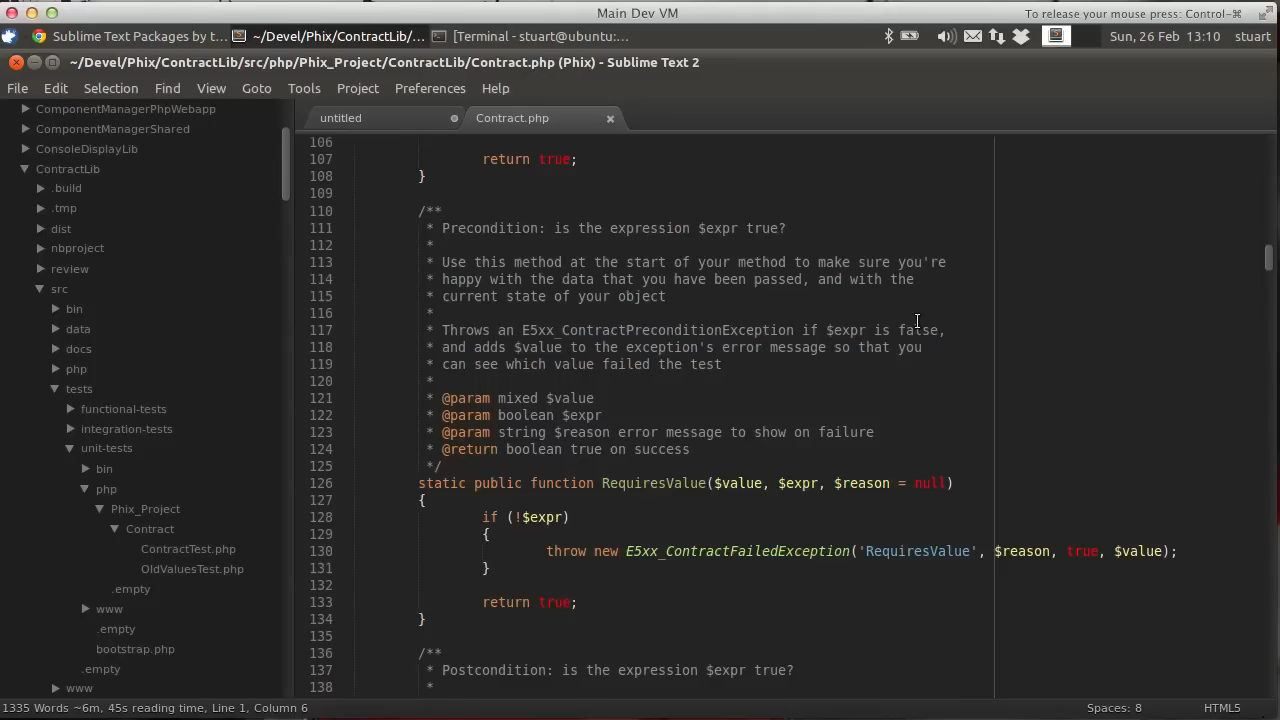 Main Dev VM
To release your mouse press: Control-⌘
Sublime Text Packages by t...
~/Devel/Phix/ContractLib/...
[Terminal - stuart@ubuntu:...
Sun, 26 Feb 13:10
stuart
~/Devel/Phix/ContractLib/src/php/Phix_Project/ContractLib/Contract.php (Phix) - Sublime Text 2
File Edit Selection Find View Goto Tools Project Preferences Help
ComponentManagerPhpWebapp
ComponentManagerShared
ConsoleDisplayLib
ContractLib
.build
.tmp
dist
nbproject
review
src
bin
data
docs
php
tests
functional-tests
integration-tests
unit-tests
bin
php
Phix_Project
Contract
ContractTest.php
OldValuesTest.php
.empty
www
.empty
bootstrap.php
.empty
www
untitled
Contract.php
106
107 return true;
108 }
109
110 /**
111 * Precondition: is the expression $expr true?
112 *
113 * Use this method at the start of your method to make sure you're
114 * happy with the data that you have been passed, and with the
115 * current state of your object
116 *
117 * Throws an E5xx_ContractPreconditionException if $expr is false,
118 * and adds $value to the exception's error message so that you
119 * can see which value failed the test
120 *
121 * @param mixed $value
122 * @param boolean $expr
123 * @param string $reason error message to show on failure
124 * @return boolean true on success
125 */
126 static public function RequiresValue($value, $expr, $reason = null)
127 {
128 if (!$expr)
129 {
130 throw new E5xx_ContractFailedException('RequiresValue', $reason, true, $value);
131 }
132
133 return true;
134 }
135
136 /**
137 * Postcondition: is the expression $expr true?
138 *
1335 Words ~6m, 45s reading time, Line 1, Column 6
Spaces: 8
HTML5